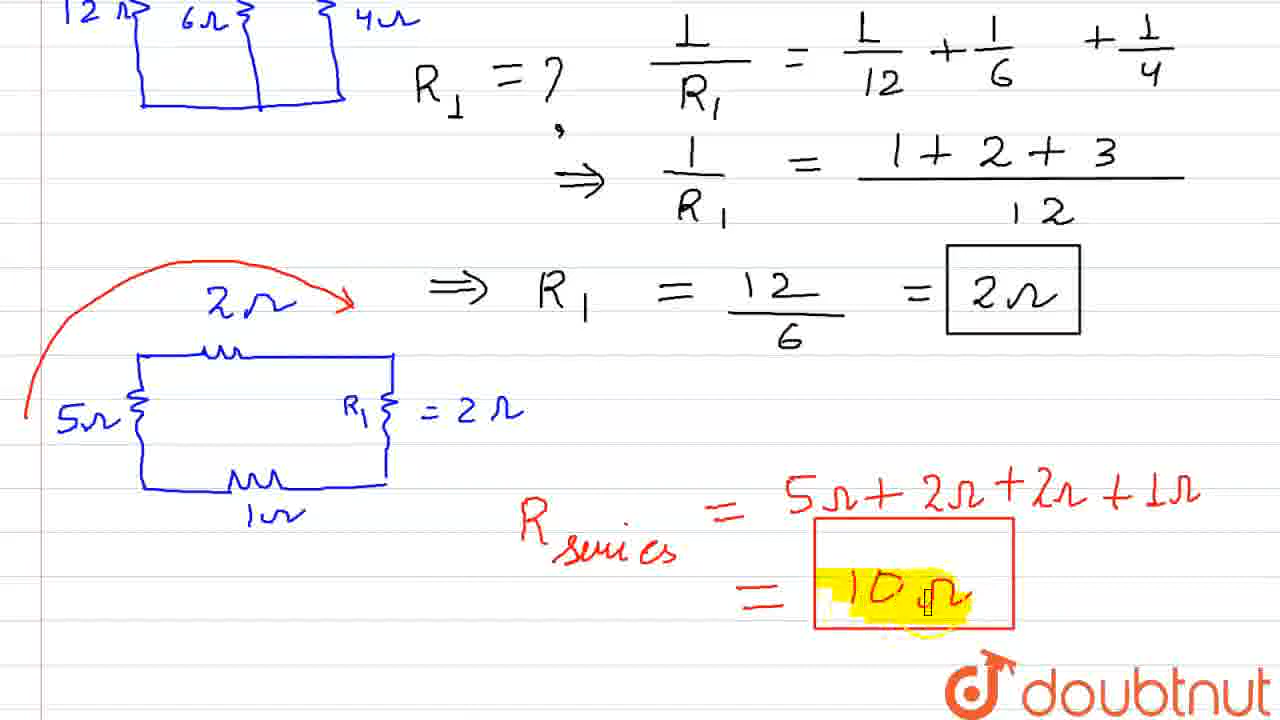 12Ω 6Ω 4Ω
R₁ = ? 1/R₁ = 1/12 + 1/6 + 1/4
⇒ 1/R₁ = (1 + 2 + 3)/12
⇒ R₁ = 12/6 = 2Ω
2Ω
5Ω R₁ = 2Ω
1Ω
R series = 5Ω + 2Ω + 2Ω + 1Ω
= 10Ω
doubtnut